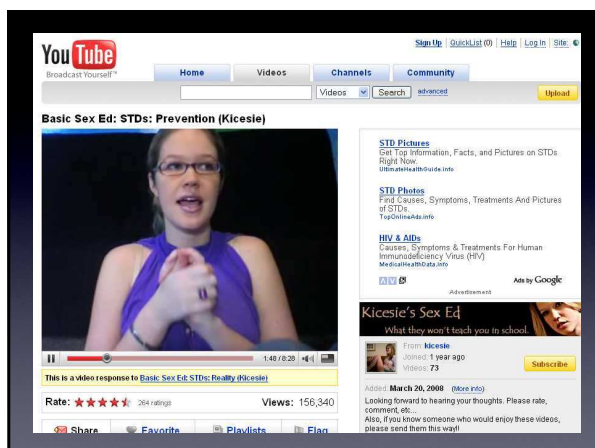 Sign Up | QuickList (0) | Help | Log In | Site:
You Tube
Broadcast Yourself™
Home Videos Channels Community
Videos Search advanced Upload
Basic Sex Ed: STDs: Prevention (Kicesie)
STD Pictures
Get Top Information, Facts, and Pictures on STDs
Right Now.
UltimateHealthGuide.info
STD Photos
Find Causes, Symptoms, Treatments And Pictures
of STDs.
TopOnlineAds.info
HIV & AIDs
Causes, Symptoms & Treatments For Human
Immunodeficiency Virus (HIV)
MedicalHealthData.info
Ads by Google
Advertisement
1:48 / 8:28
This is a video response to Basic Sex Ed: STDs: Reality (Kicesie)
Rate: 264 ratings Views: 156,340
Share Favorite Playlists Flag
Kicesie's Sex Ed
What they won't teach you in school.
From: kicesie
Joined: 1 year ago
Videos: 73
Subscribe
Added: March 20, 2008 (More info)
Looking forward to hearing your thoughts. Please rate,
comment, etc...
Also, if you know someone who would enjoy these videos,
please send them this way!!